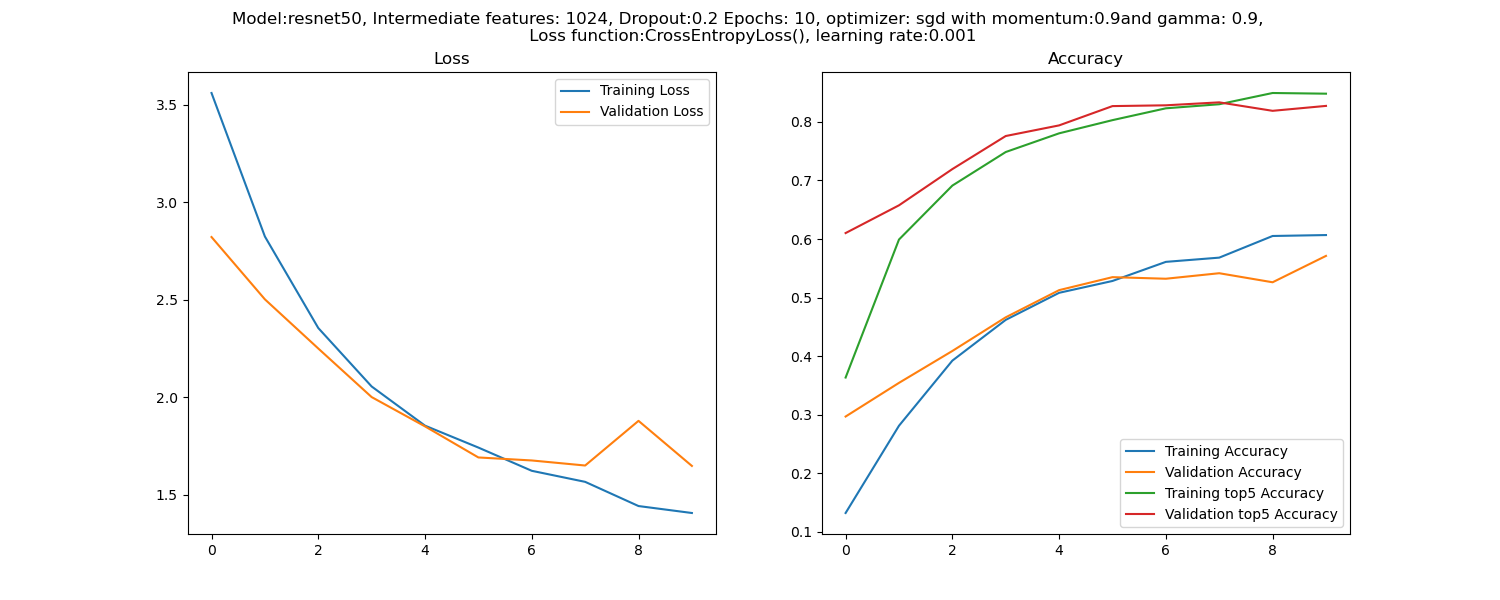 Model:resnet50, Intermediate features: 1024, Dropout:0.2 Epochs: 10, optimizer: sgd with momentum:0.9and gamma: 0.9,
Loss function:CrossEntropyLoss(), learning rate:0.001
Loss
Training Loss
Validation Loss
3.5
3.0
2.5
2.0
1.5
0 2 4 6 8
Accuracy
0.8
0.7
0.6
0.5
0.4
0.3
0.2
0.1
Training Accuracy
Validation Accuracy
Training top5 Accuracy
Validation top5 Accuracy
0 2 4 6 8